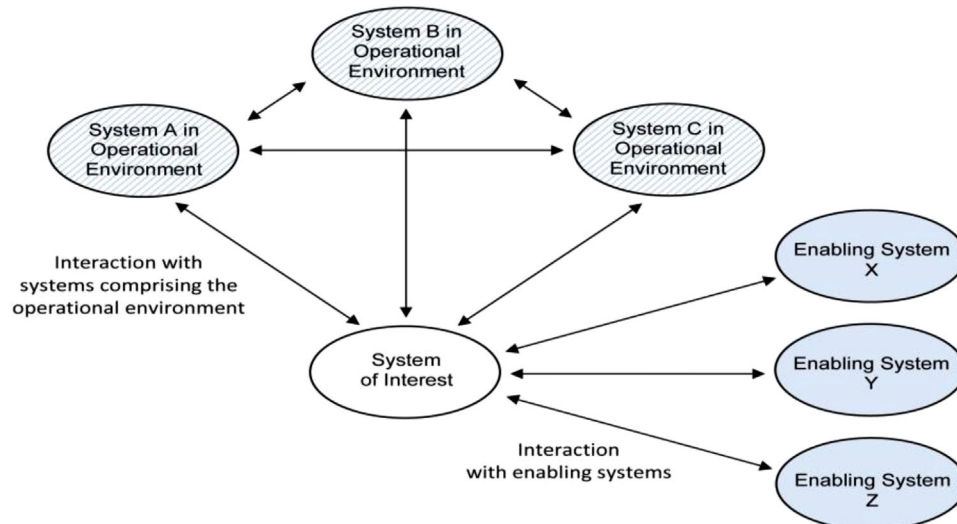 System B in
Operational
Environment
System A in
Operational
Environment
System C in
Operational
Environment
Interaction with
systems comprising the
operational environment
Enabling System
X
System
of Interest
Enabling System
Y
Interaction
with enabling systems
Enabling System
Z